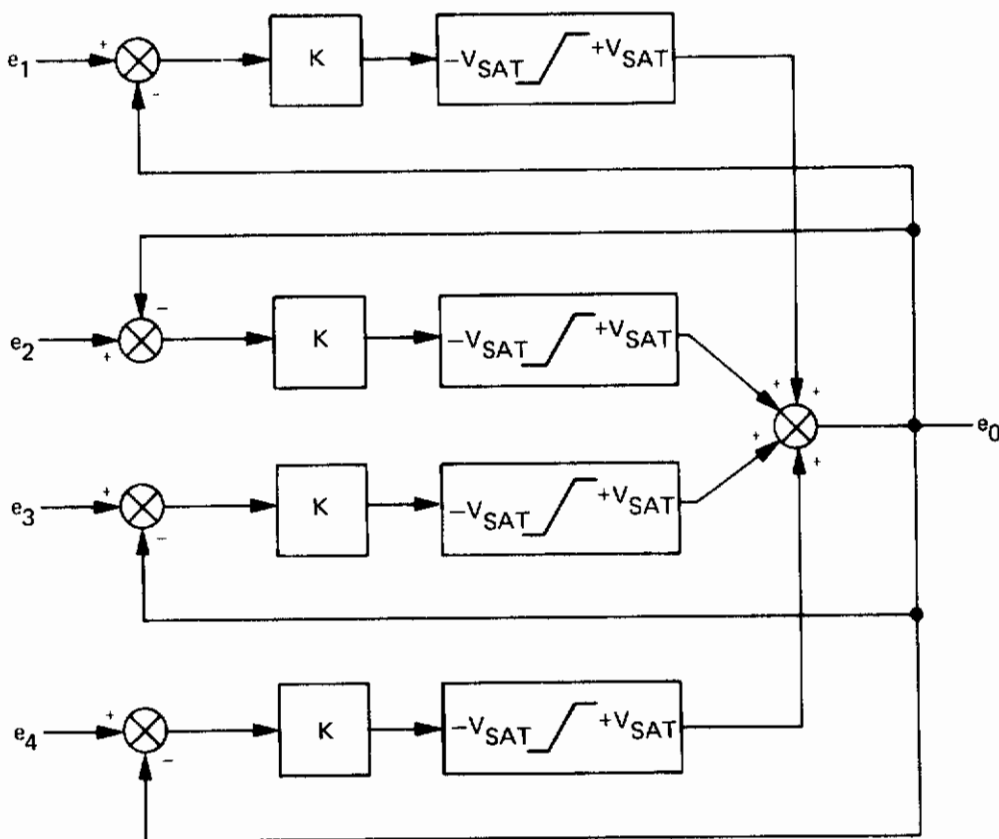 e1 + - K -VSAT +VSAT
- e2 + K -VSAT +VSAT
+ + + + + e0
e3 + - K -VSAT +VSAT
e4 + - K -VSAT +VSAT